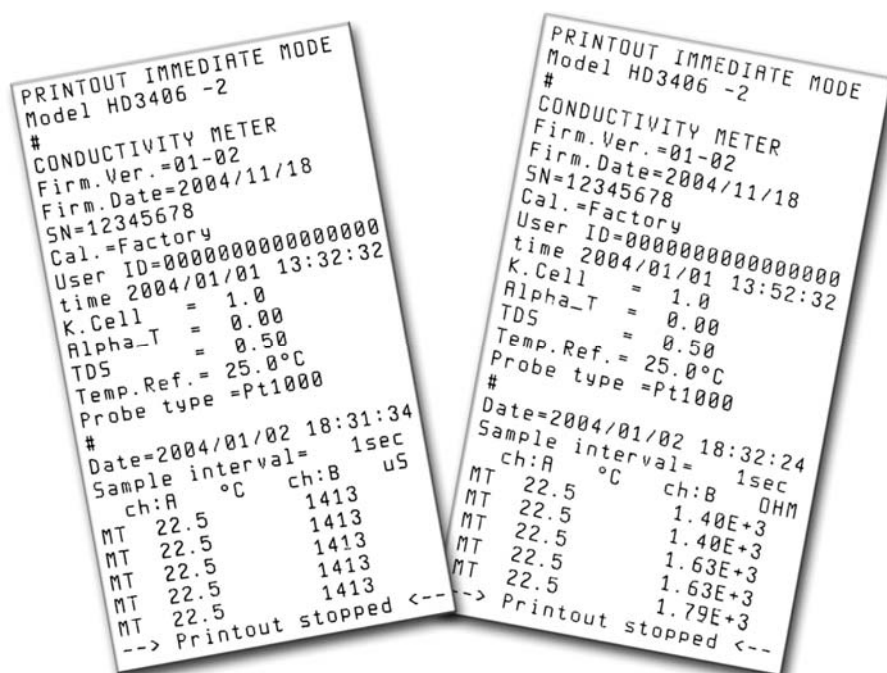 PRINTOUT IMMEDIATE MODE
Model HD3406 -2
#
CONDUCTIVITY METER
Firm.Ver.=01-02
Firm.Date=2004/11/18
SN=12345678
Cal.=Factory
User ID=0000000000000000
time 2004/01/01 13:32:32
K.Cell = 1.0
Alpha_T = 0.00
TDS = 0.50
Temp.Ref.= 25.0°C
Probe type =Pt1000
#
Date=2004/01/02 18:31:34
Sample interval= 1sec
ch:A °C ch:B uS
MT 22.5 1413
MT 22.5 1413
MT 22.5 1413
MT 22.5 1413
MT 22.5 1413
--> Printout stopped <--
PRINTOUT IMMEDIATE MODE
Model HD3406 -2
#
CONDUCTIVITY METER
Firm.Ver.=01-02
Firm.Date=2004/11/18
SN=12345678
Cal.=Factory
User ID=0000000000000000
time 2004/01/01 13:52:32
K.Cell = 1.0
Alpha_T = 0.00
TDS = 0.50
Temp.Ref.= 25.0°C
Probe type =Pt1000
#
Date=2004/01/02 18:32:24
Sample interval= 1sec
ch:A °C ch:B OHM
MT 22.5 1.40E+3
MT 22.5 1.40E+3
MT 22.5 1.63E+3
MT 22.5 1.63E+3
MT 22.5 1.79E+3
--> Printout stopped <--